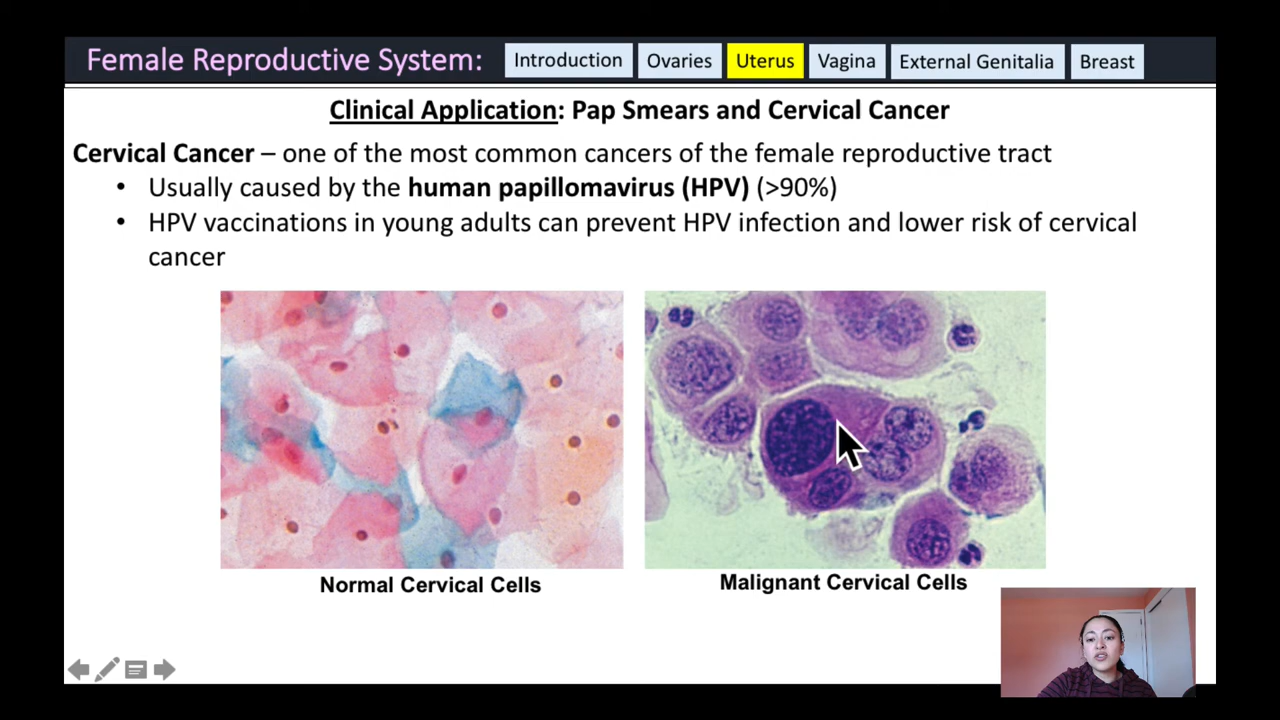 Female Reproductive System: Introduction Ovaries Uterus Vagina External Genitalia Breast
Clinical Application: Pap Smears and Cervical Cancer
Cervical Cancer – one of the most common cancers of the female reproductive tract
• Usually caused by the human papillomavirus (HPV) (>90%)
• HPV vaccinations in young adults can prevent HPV infection and lower risk of cervical
cancer
Normal Cervical Cells
Malignant Cervical Cells